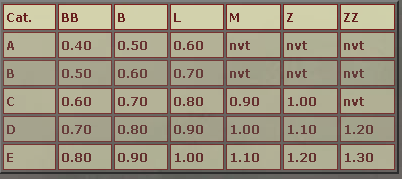 Cat. BB B L M Z ZZ
A 0.40 0.50 0.60 nvt nvt nvt
B 0.50 0.60 0.70 nvt nvt nvt
C 0.60 0.70 0.80 0.90 1.00 nvt
D 0.70 0.80 0.90 1.00 1.10 1.20
E 0.80 0.90 1.00 1.10 1.20 1.30